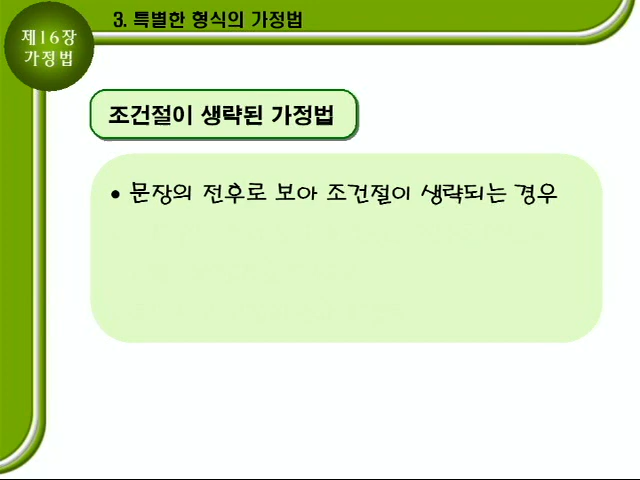 제16장
가정법
3. 특별한 형식의 가정법
조건절이 생략된 가정법
• 문장의 전후로 보아 조건절이 생략되는 경우